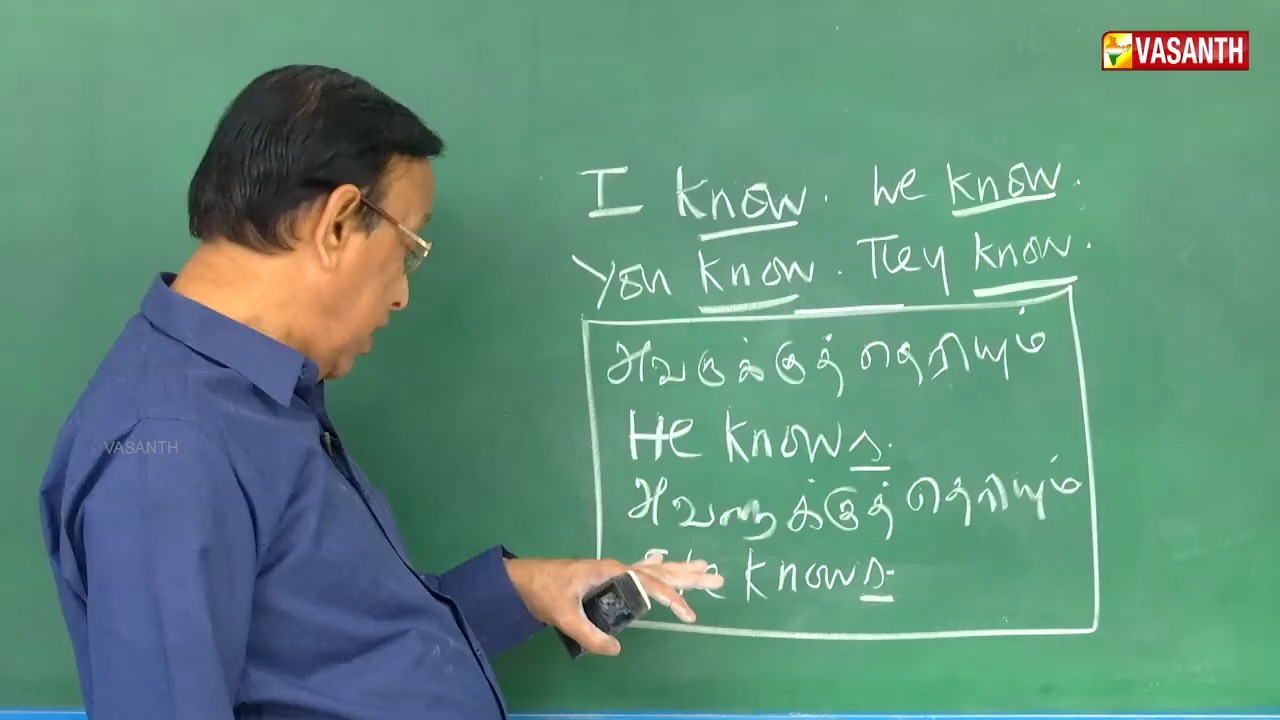 VASANTH
I know. We know.
You know. They know.
அவருக்குத் தெரியும்
He knows.
அவளுக்குத் தெரியும்
knows.
VASANTH